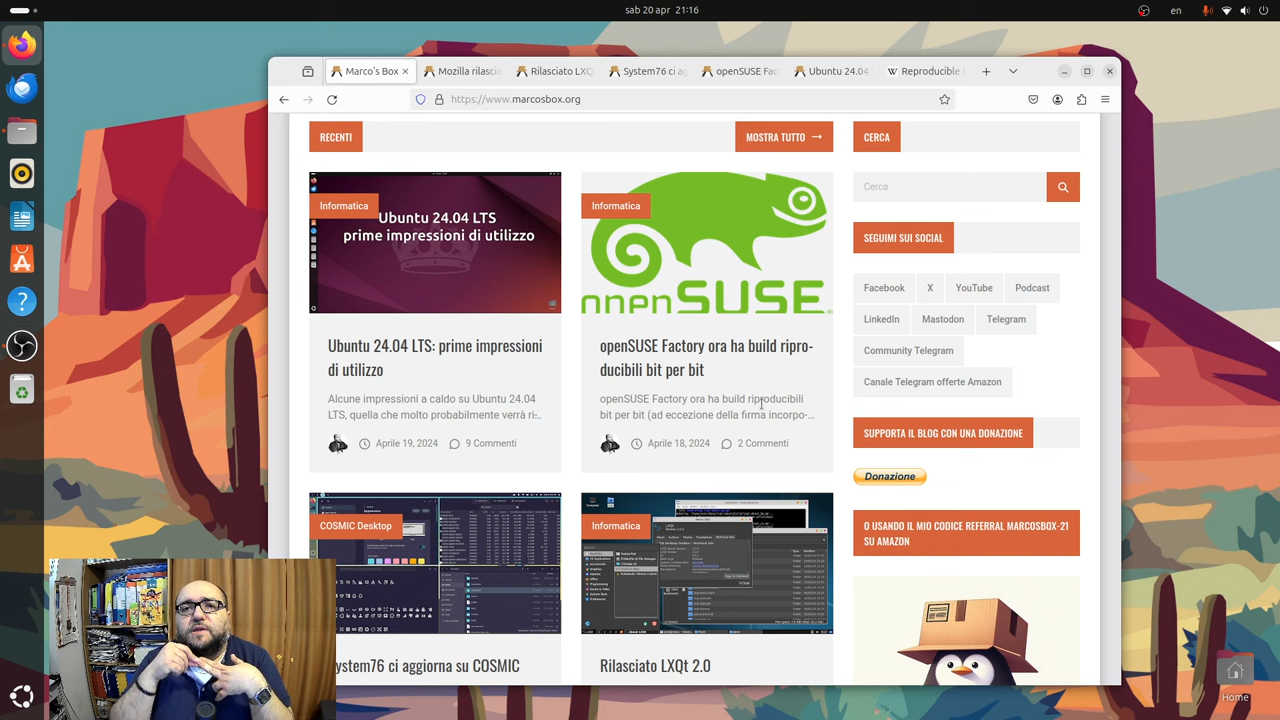 sab 20 apr 21:16
en
Marco's Box
Mozilla rilasci
Rilasciato LXQ
System76 ci ag
openSUSE Fac
Ubuntu 24.04
Reproducible
https://www.marcosbox.org
RECENTI
MOSTRA TUTTO →
CERCA
Informatica
Ubuntu 24.04 LTS
prime impressioni di utilizzo
Informatica
openSUSE
Cerca
SEGUIMI SUI SOCIAL
Facebook
X
YouTube
Podcast
LinkedIn
Mastodon
Telegram
Community Telegram
Canale Telegram offerte Amazon
Ubuntu 24.04 LTS: prime impressioni
di utilizzo
Alcune impressioni a caldo su Ubuntu 24.04
LTS, quella che molto probabilmente verrà ri-...
Aprile 19, 2024
9 Commenti
openSUSE Factory ora ha build ripro-
ducibili bit per bit
openSUSE Factory ora ha build riproducibili
bit per bit (ad eccezione della firma incorpo-...
Aprile 18, 2024
2 Commenti
SUPPORTA IL BLOG CON UNA DONAZIONE
Donazione
O USANDO IL MIO CODICE REFERRAL MARCOSBOX-21
SU AMAZON
COSMIC Desktop
Informatica
System76 ci aggiorna su COSMIC
Rilasciato LXQt 2.0
Home